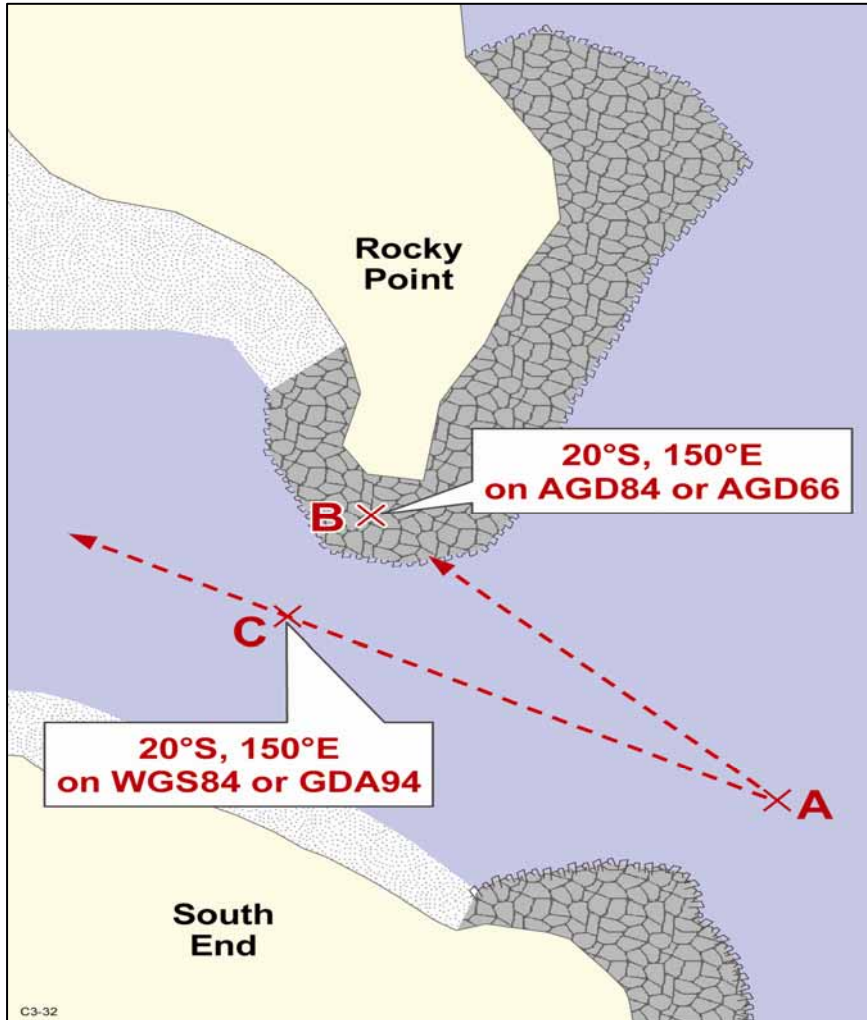 Rocky
Point
20°S, 150°E
on AGD84 or AGD66
B
C
20°S, 150°E
on WGS84 or GDA94
A
South
End
C3-32